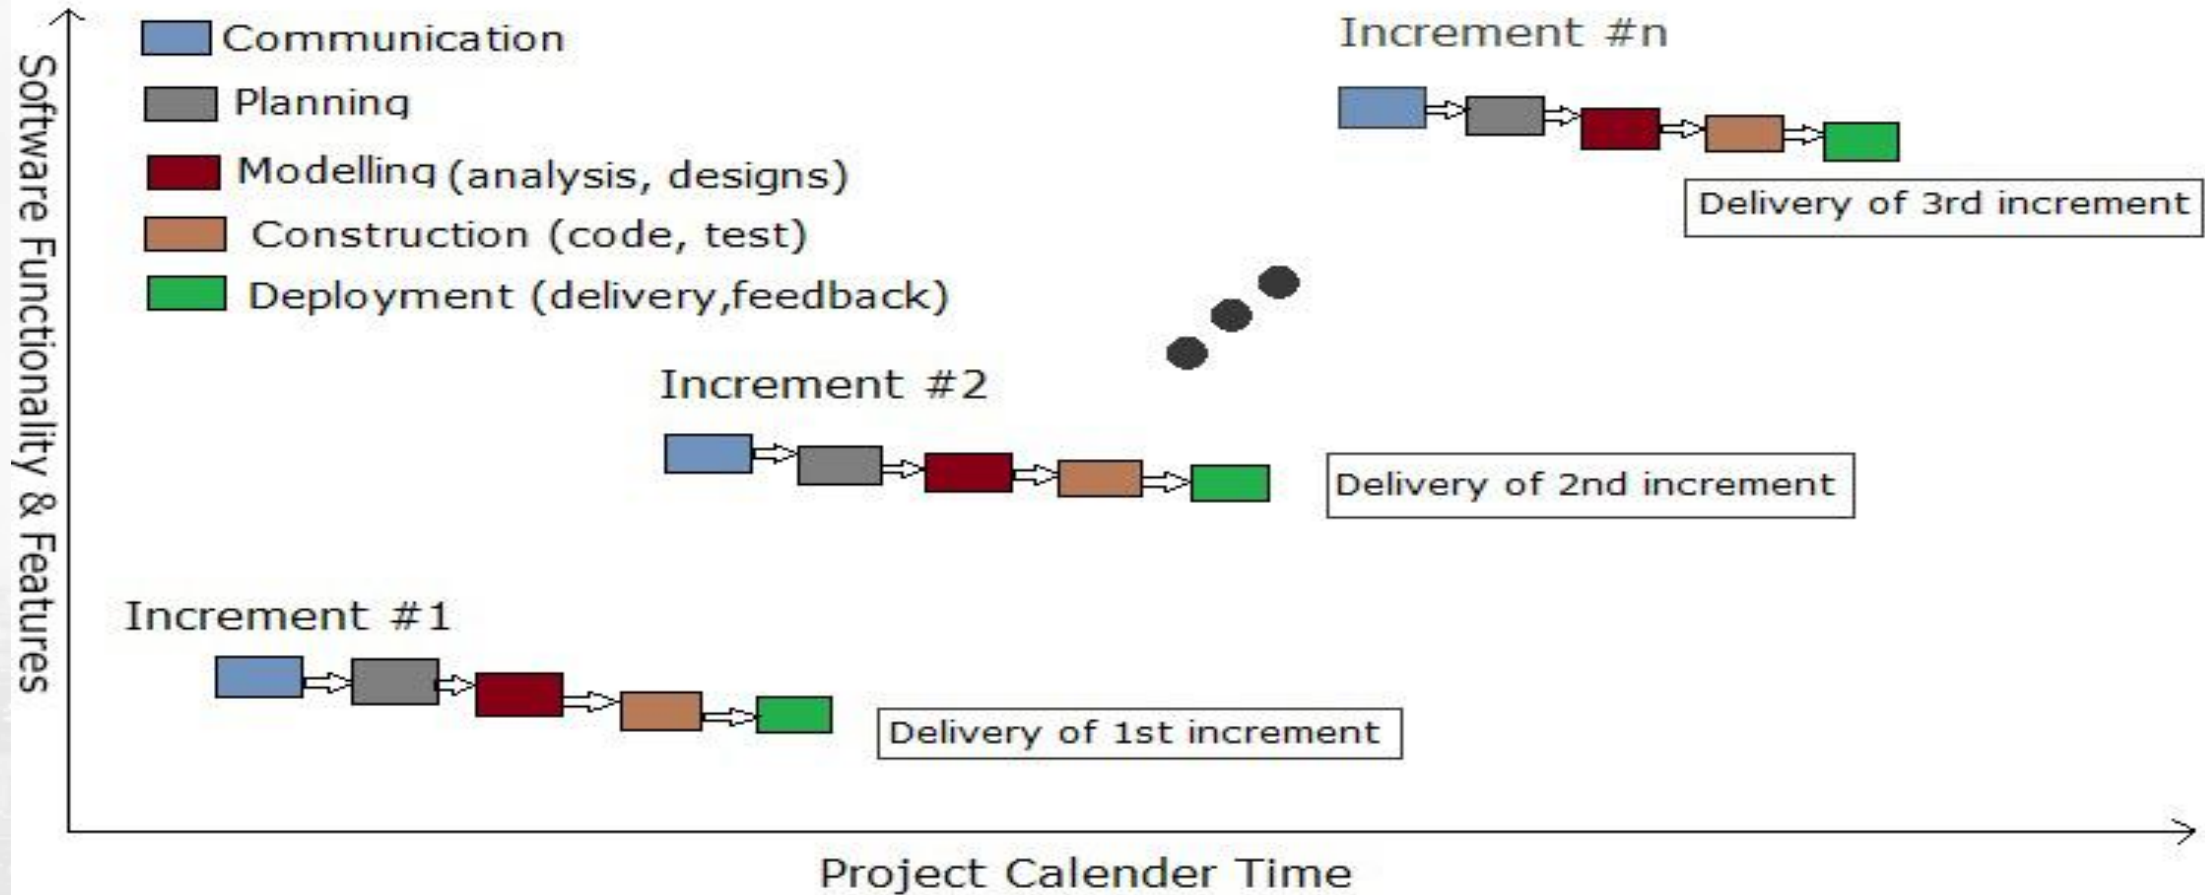 Software Functionality & Features
Communication
Planning
Modelling (analysis, designs)
Construction (code, test)
Deployment (delivery,feedback)
Increment #n
Delivery of 3rd increment
Increment #2
Delivery of 2nd increment
Increment #1
Delivery of 1st increment
Project Calender Time